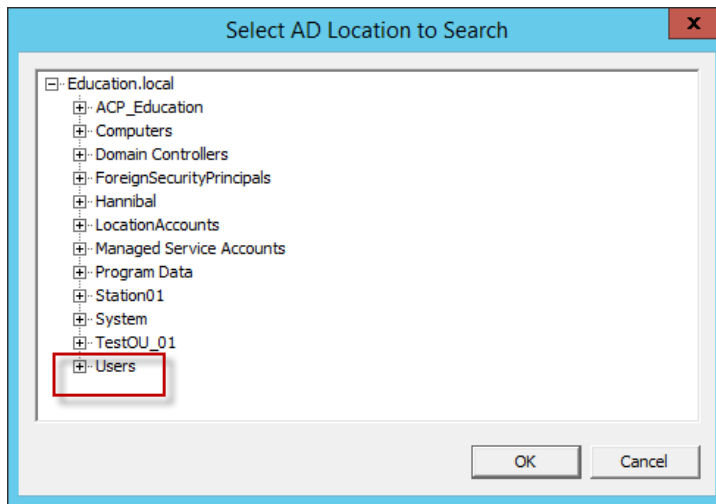 Select AD Location to Search
x
Education.local
ACP_Education
Computers
Domain Controllers
ForeignSecurityPrincipals
Hannibal
LocationAccounts
Managed Service Accounts
Program Data
Station01
System
TestOU_01
Users
OK Cancel